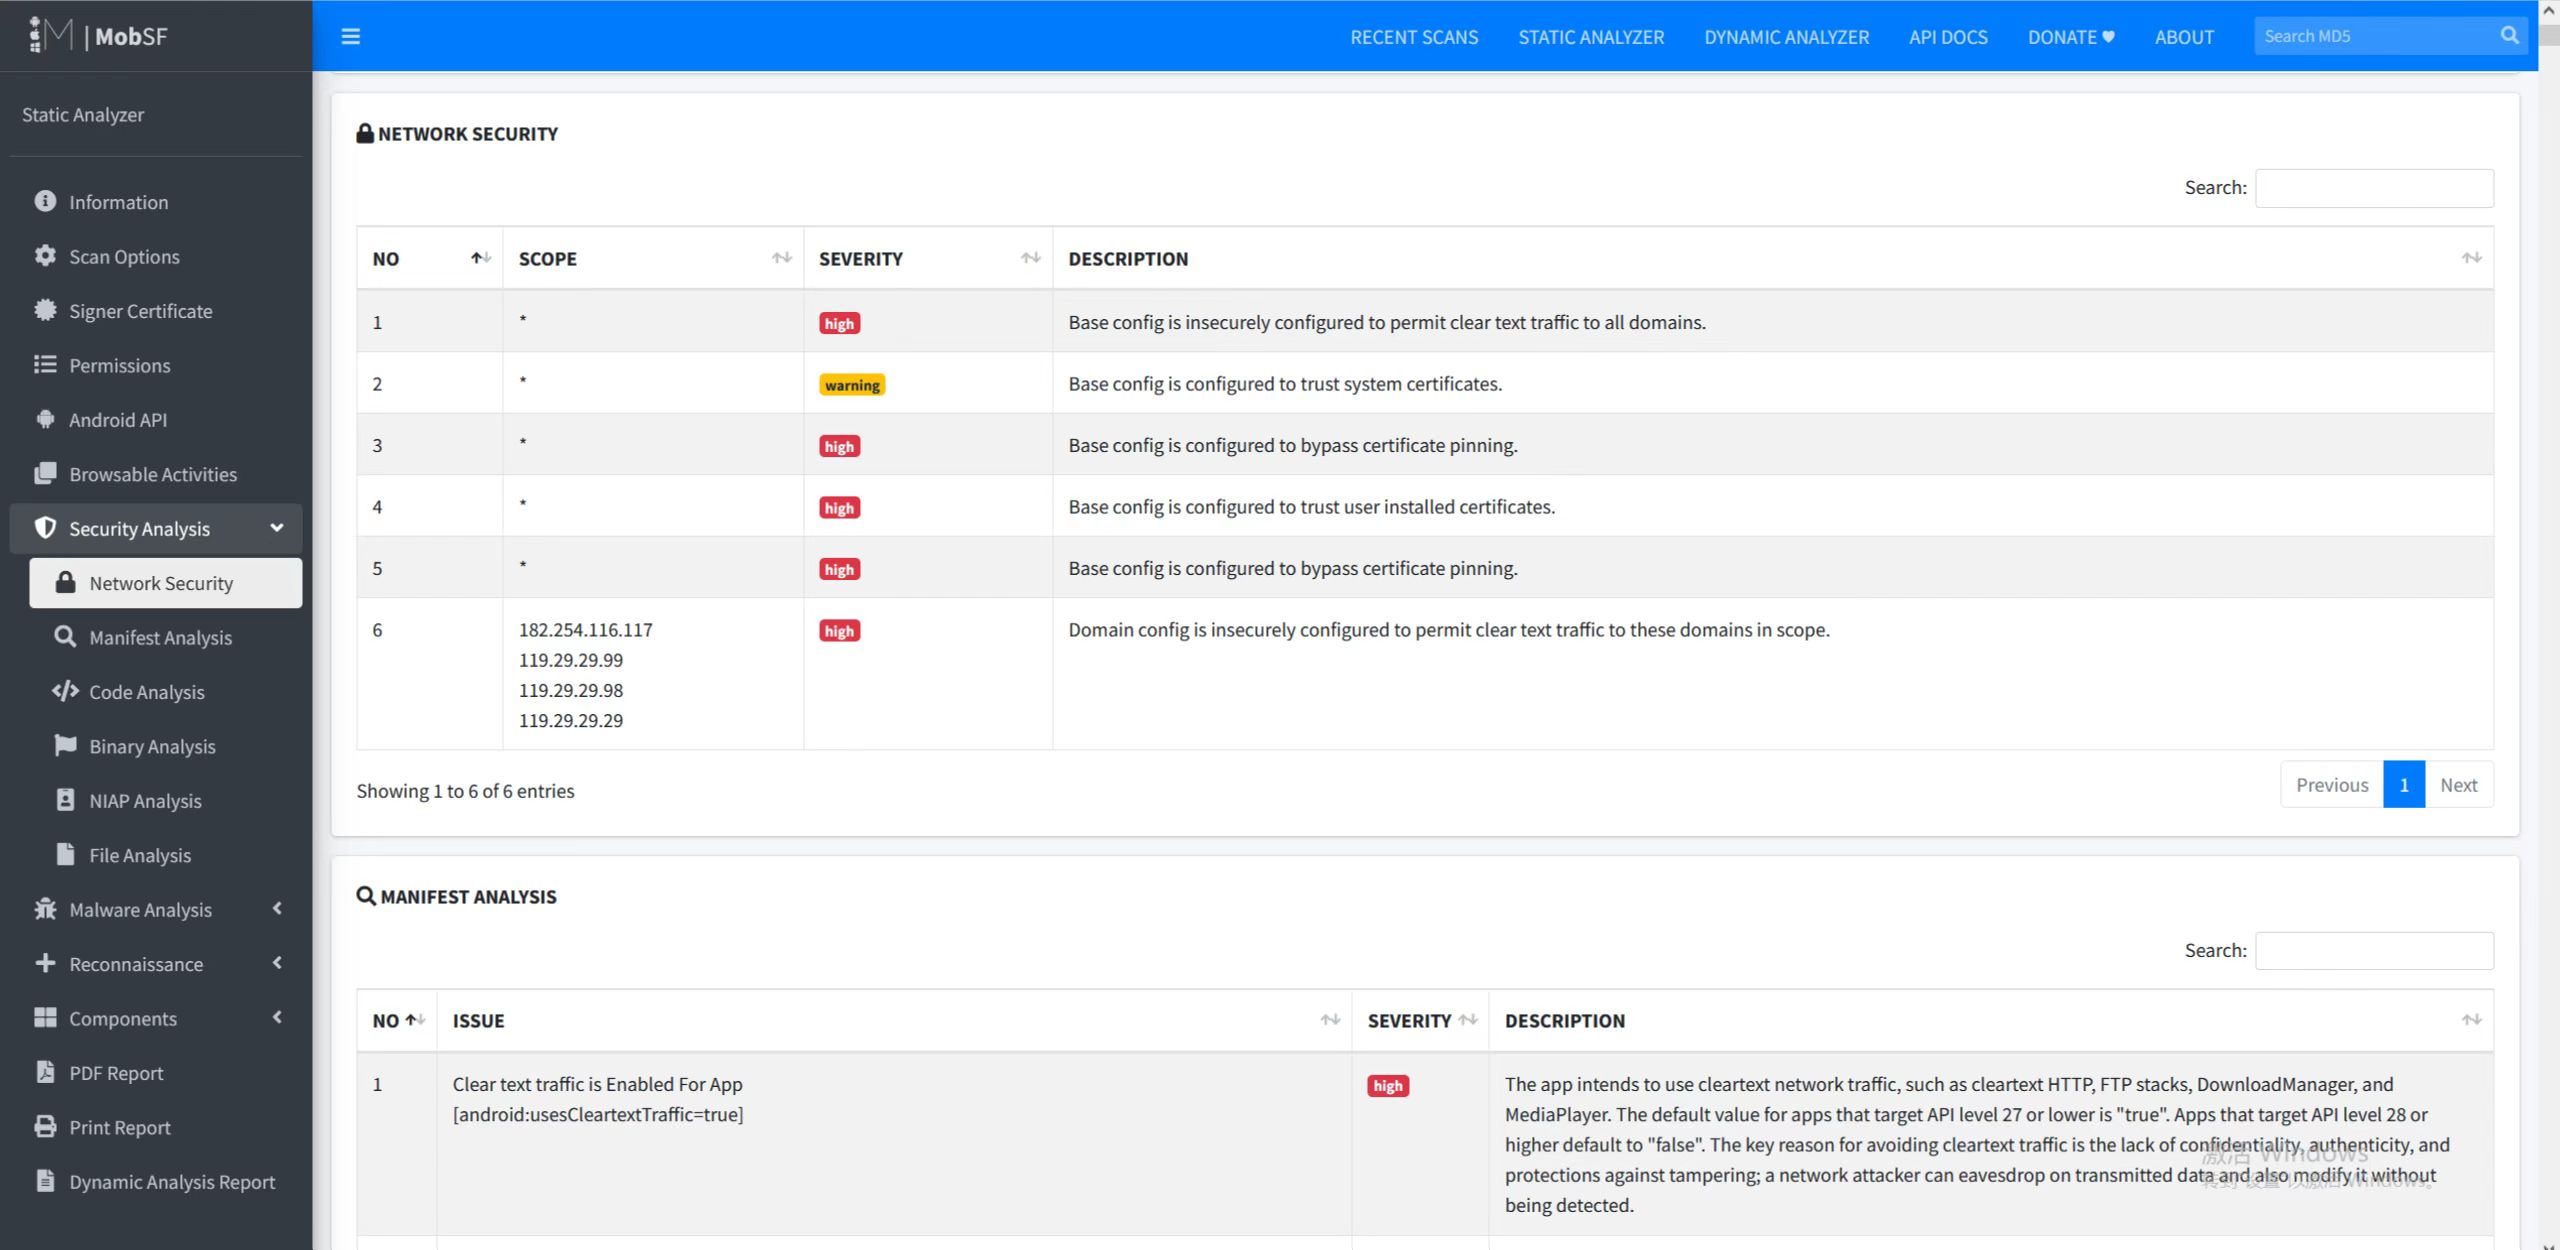 iM | MobSF
RECENT SCANS
STATIC ANALYZER
DYNAMIC ANALYZER
API DOCS
DONATE ♥
ABOUT
Search MD5
Static Analyzer
Information
Scan Options
Signer Certificate
Permissions
Android API
Browsable Activities
Security Analysis
Network Security
Manifest Analysis
Code Analysis
Binary Analysis
NIAP Analysis
File Analysis
Malware Analysis
Reconnaissance
Components
PDF Report
Print Report
Dynamic Analysis Report
NETWORK SECURITY
Search:
NO SCOPE SEVERITY DESCRIPTION
1 * high Base config is insecurely configured to permit clear text traffic to all domains.
2 * warning Base config is configured to trust system certificates.
3 * high Base config is configured to bypass certificate pinning.
4 * high Base config is configured to trust user installed certificates.
5 * high Base config is configured to bypass certificate pinning.
6 182.254.116.117 high Domain config is insecurely configured to permit clear text traffic to these domains in scope.
119.29.29.99
119.29.29.98
119.29.29.29
Showing 1 to 6 of 6 entries
Previous 1 Next
MANIFEST ANALYSIS
Search:
NO ISSUE SEVERITY DESCRIPTION
1 Clear text traffic is Enabled For App high The app intends to use cleartext network traffic, such as cleartext HTTP, FTP stacks, DownloadManager, and
[android:usesCleartextTraffic=true] MediaPlayer. The default value for apps that target API level 27 or lower is "true". Apps that target API level 28 or
higher default to "false". The key reason for avoiding cleartext traffic is the lack of confidentiality, authenticity, and
protections against tampering; a network attacker can eavesdrop on transmitted data and also modify it without
being detected.
激活 Windows
转到"设置"以激活 Windows。